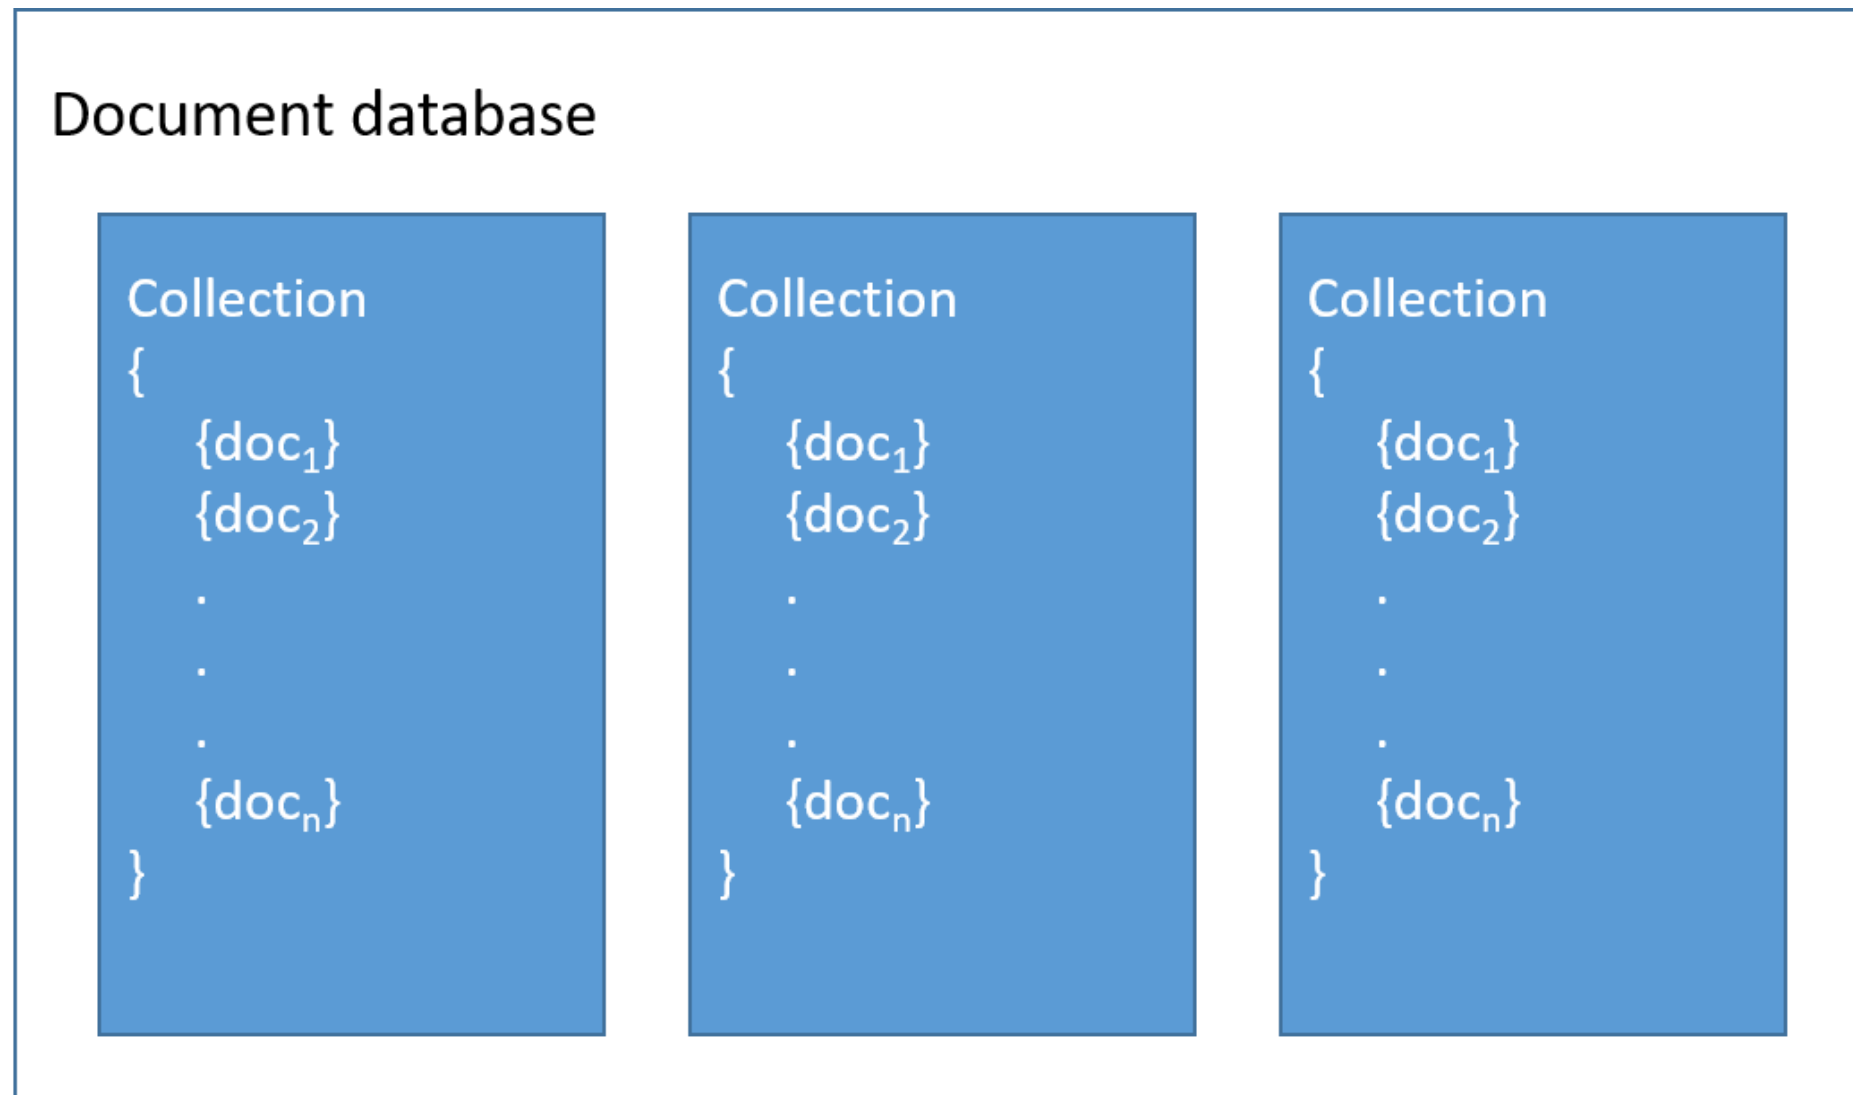 Document database
Collection
{
{doc₁}
{doc₂}
.
.
.
{docₙ}
}
Collection
{
{doc₁}
{doc₂}
.
.
.
{docₙ}
}
Collection
{
{doc₁}
{doc₂}
.
.
.
{docₙ}
}